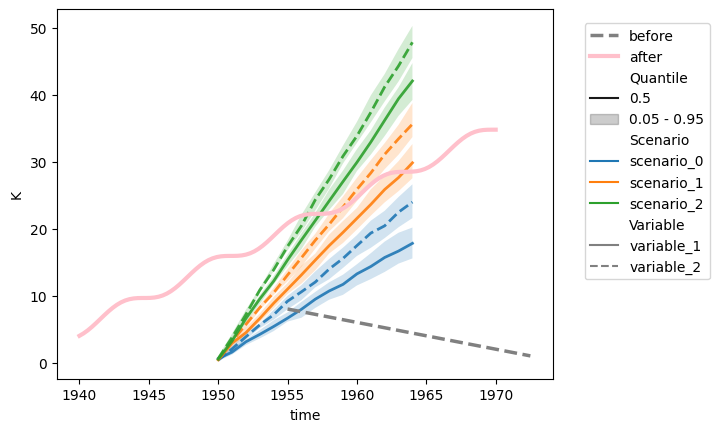 50
40
30
20
10
0
K
1940 1945 1950 1955 1960 1965 1970
time
before
after
Quantile
0.5
0.05 - 0.95
Scenario
scenario_0
scenario_1
scenario_2
Variable
variable_1
variable_2